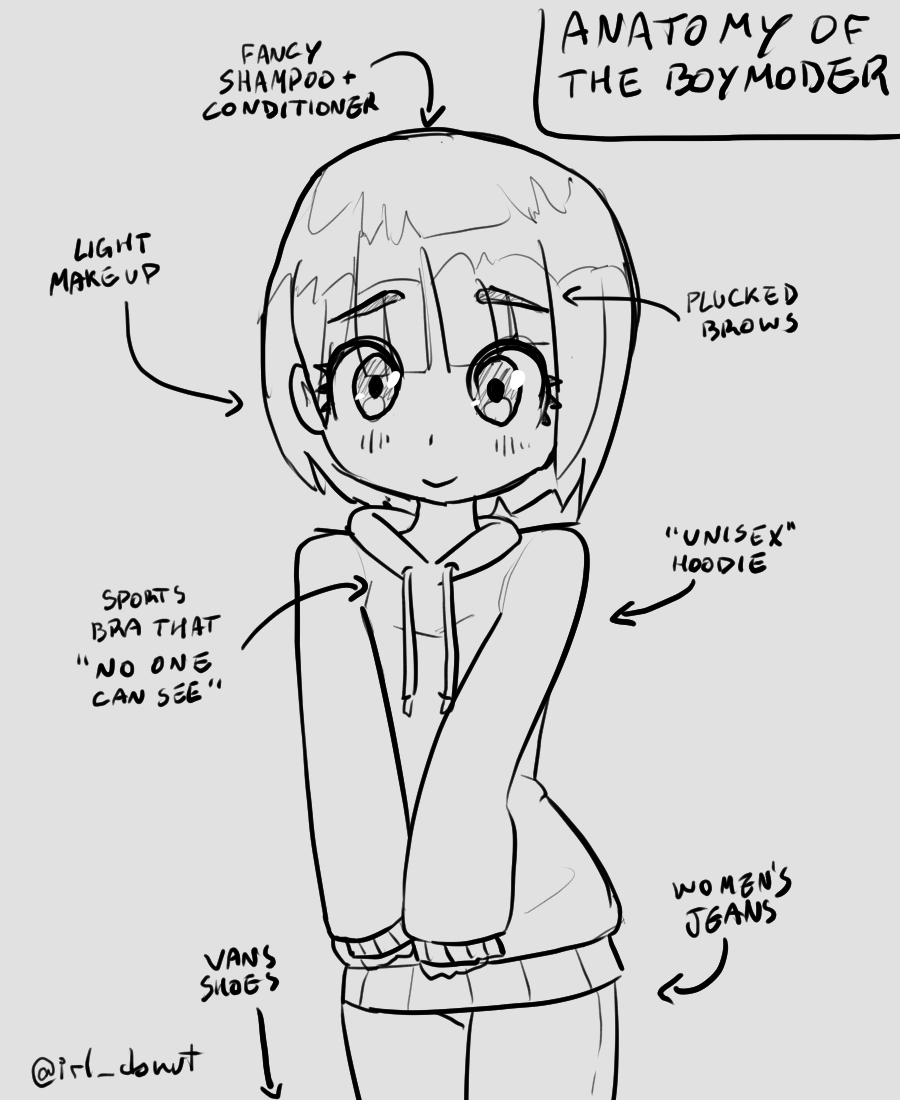 ANATOMY OF
THE BOYMODER
FANCY
SHAMPOO +
CONDITIONER
LIGHT
MAKEUP
PLUCKED
BROWS
"UNISEX"
HOODIE
SPORTS
BRA THAT
"NO ONE
CAN SEE"
WOMEN'S
JEANS
VANS
SHOES
@irl_donut